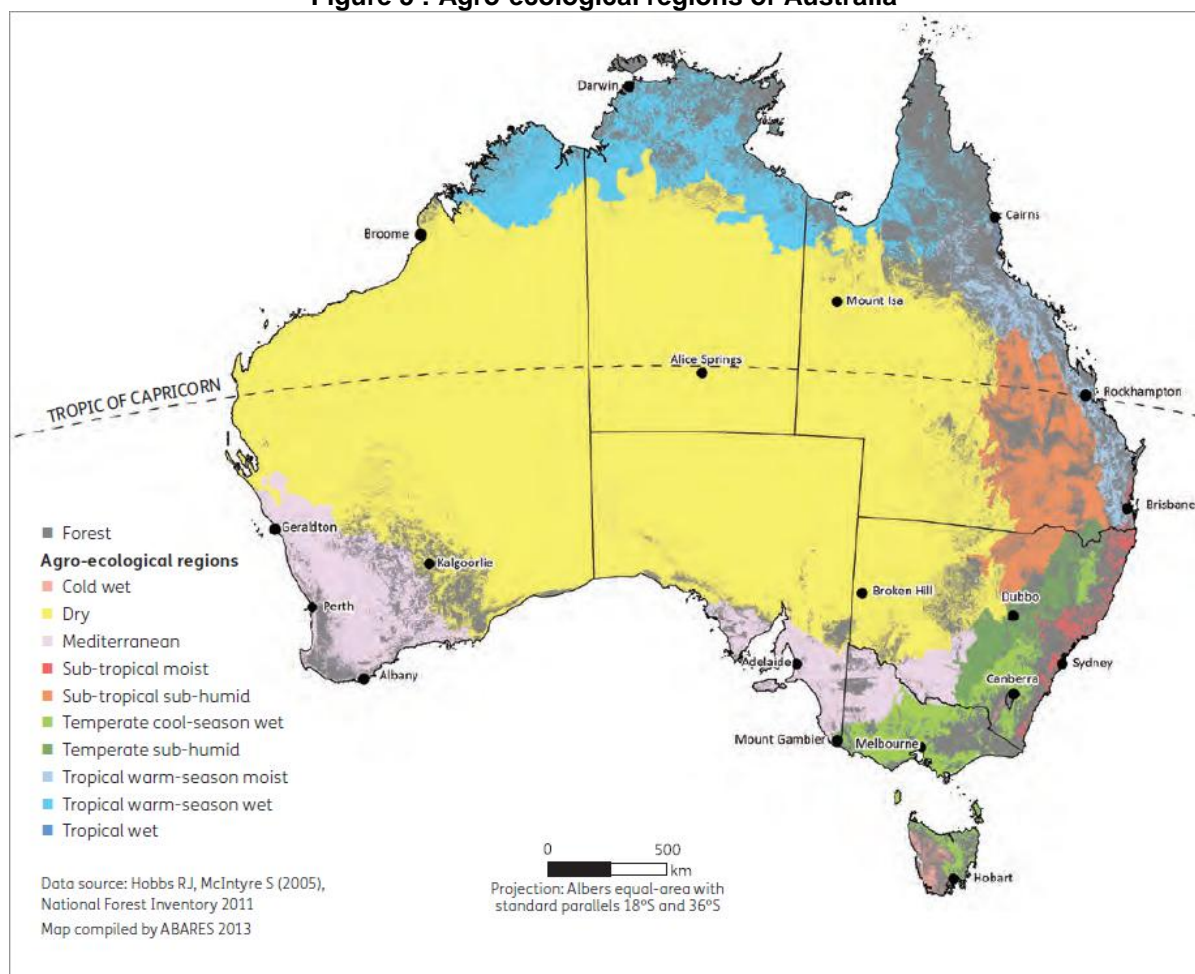 Figure 3 : Agro-ecological regions of Australia
Darwin
Cairns
Broome
Mount Isa
Alice Springs
TROPIC OF CAPRICORN
Rockhampton
Brisbane
Geraldton
Kalgoorlie
Broken Hill
Dubbo
Perth
Adelaide
Sydney
Albany
Canberra
Mount Gambier
Melbourne
Hobart
Forest
Agro-ecological regions
Cold wet
Dry
Mediterranean
Sub-tropical moist
Sub-tropical sub-humid
Temperate cool-season wet
Temperate sub-humid
Tropical warm-season moist
Tropical warm-season wet
Tropical wet
0 500
km
Projection: Albers equal-area with
standard parallels 18°S and 36°S
Data source: Hobbs RJ, McIntyre S (2005),
National Forest Inventory 2011
Map compiled by ABARES 2013